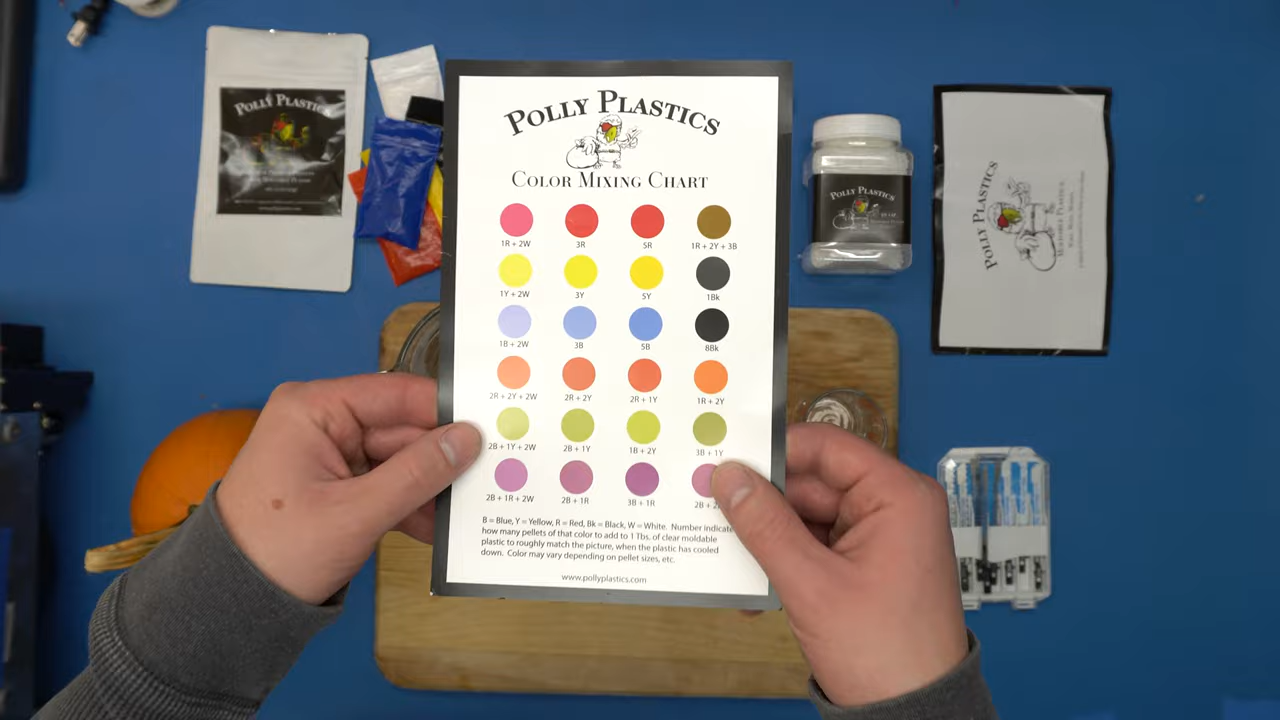 POLLY PLASTICS
COLOR MIXING CHART
1R + 2W 3R 5R 1R + 2Y + 3B
1Y + 2W 3Y 5Y 1Bk
1B + 2W 3B 5B 8Bk
2R + 2Y + 2W 2R + 2Y 2R + 1Y 1R + 2Y
2B + 1Y + 2W 2B + 1Y 1B + 2Y 3B + 1Y
2B + 1R + 2W 2B + 1R 3B + 1R 2B +
B = Blue, Y = Yellow, R = Red, Bk = Black, W = White. Number indicate
how many pellets of that color to add to 1 Tbs. of clear moldable
plastic to roughly match the picture, when the plastic has cooled
down. Color may vary depending on pellet sizes, etc.
www.pollyplastics.com
POLLY PLASTICS
POLLY PLASTICS
POLLY PLASTICS